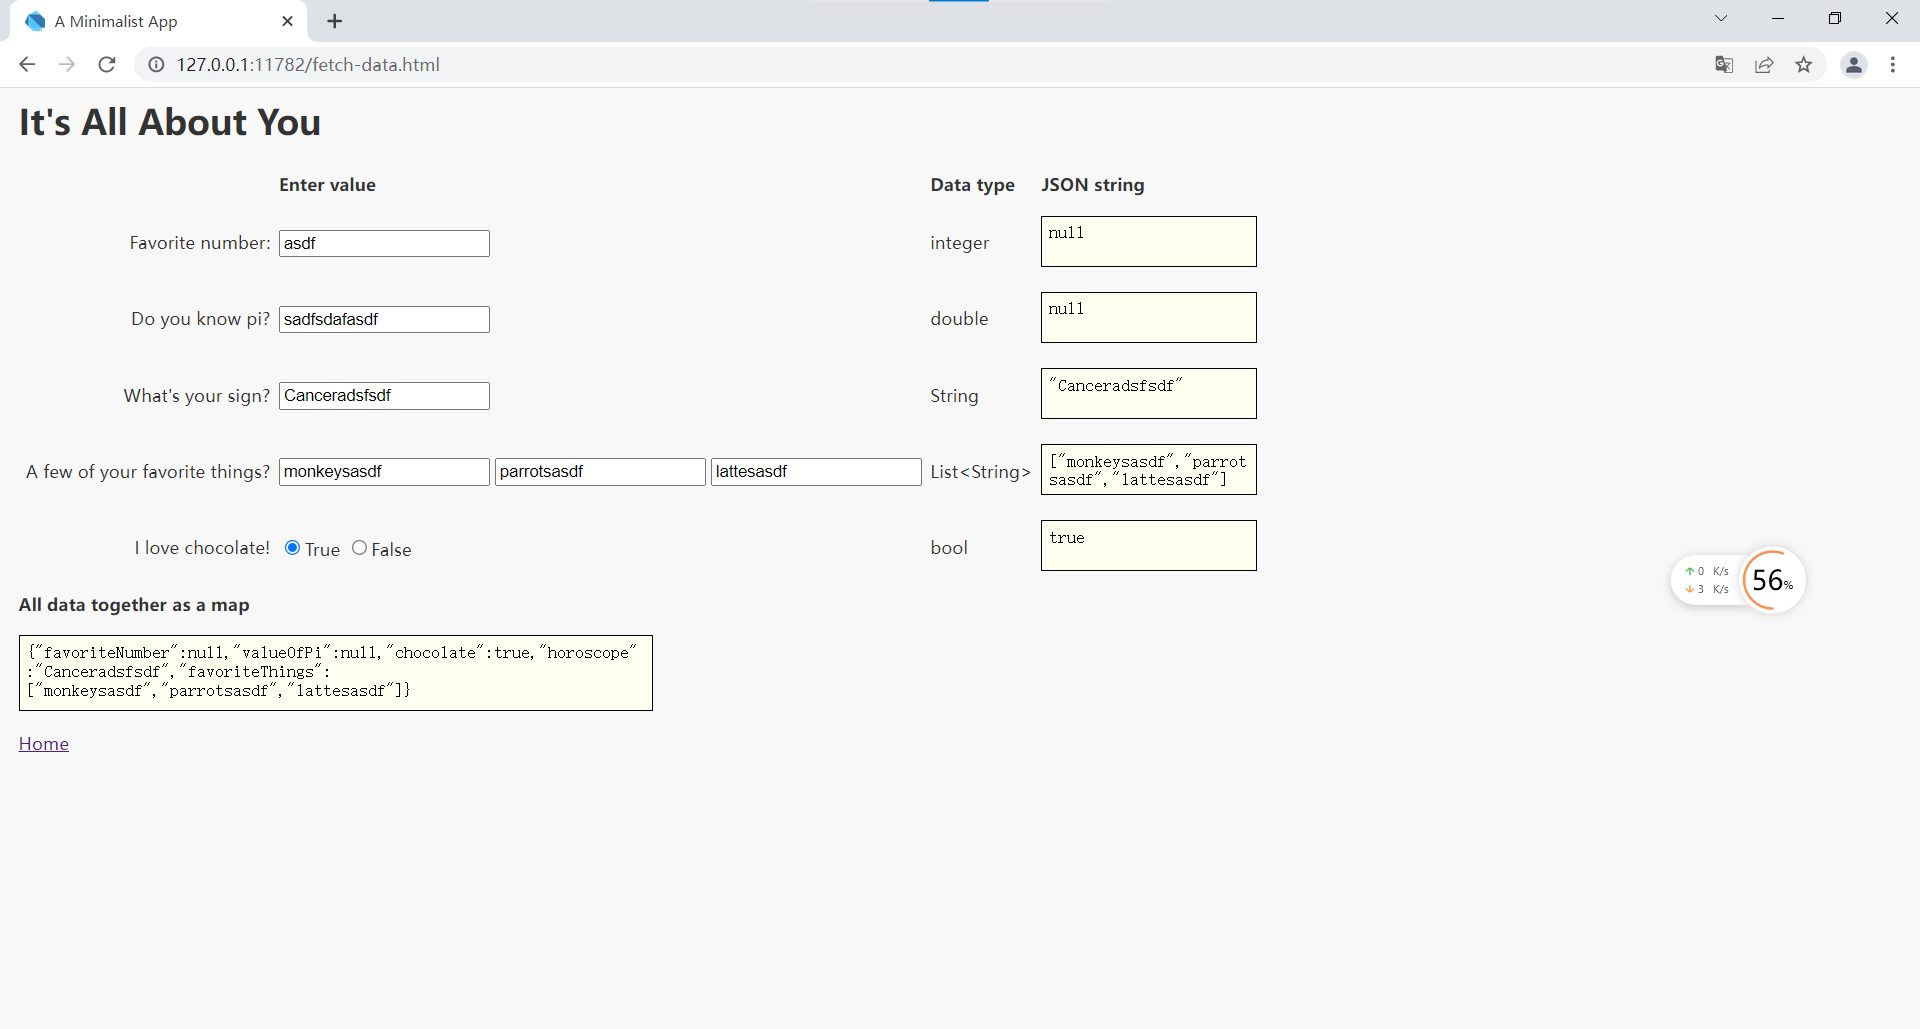 A Minimalist App
127.0.0.1:11782/fetch-data.html
It's All About You
Enter value Data type JSON string
Favorite number: asdf integer null
Do you know pi? sadfsdafasdf double null
What's your sign? Canceradsfsdf String "Canceradsfsdf"
A few of your favorite things? monkeysasdf parrotsasdf lattesasdf List<String> ["monkeysasdf","parrot
sasdf","lattesasdf"]
I love chocolate! True False bool true
0 K/s
3 K/s
56%
All data together as a map
{"favoriteNumber":null,"valueOfPi":null,"chocolate":true,"horoscope"
:"Canceradsfsdf","favoriteThings":
["monkeysasdf","parrotsasdf","lattesasdf"]}
Home